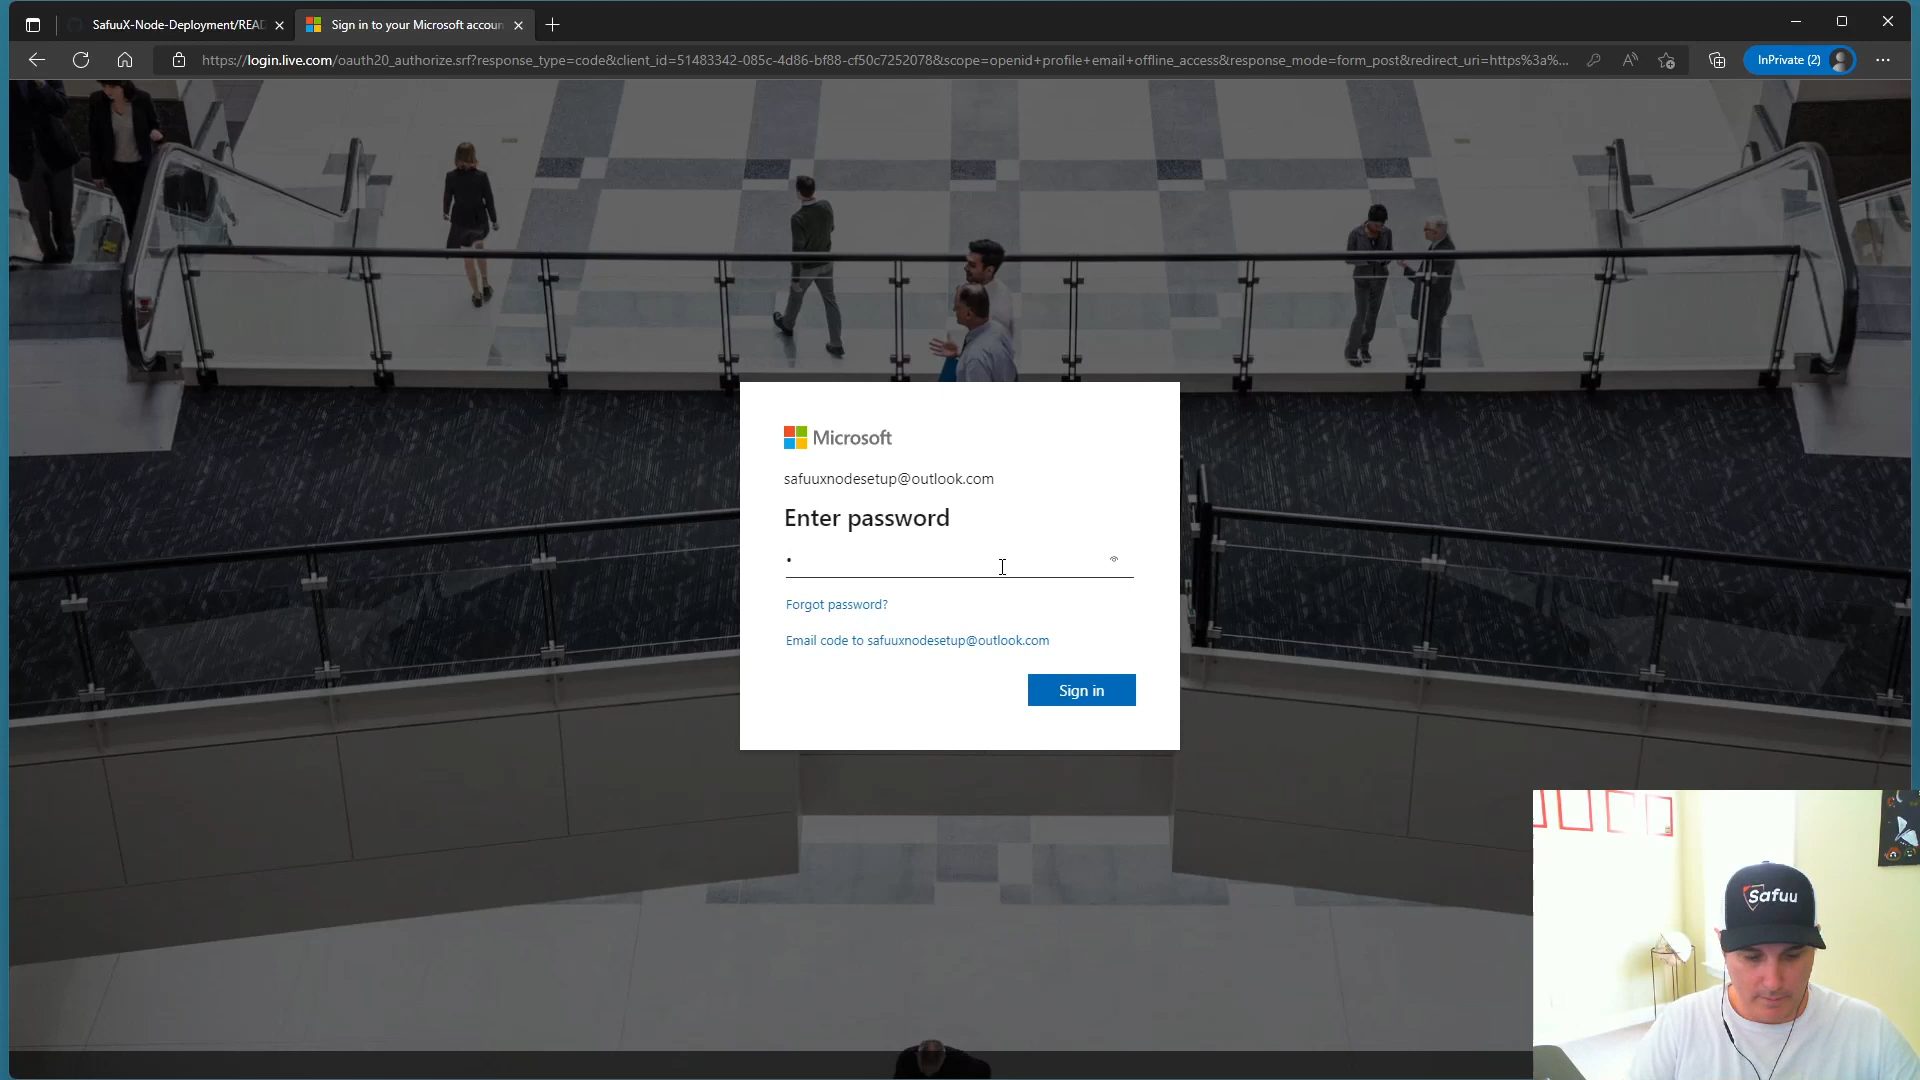 SafuuX-Node-Deployment/READ
Sign in to your Microsoft accoun
https://login.live.com/oauth20_authorize.srf?response_type=code&client_id=51483342-085c-4d86-bf88-cf50c7252078&scope=openid+profile+email+offline_access&response_mode=form_post&redirect_uri=https%3a%...
InPrivate (2)
Microsoft
safuuxnodesetup@outlook.com
Enter password
Forgot password?
Email code to safuuxnodesetup@outlook.com
Sign in
Safuu